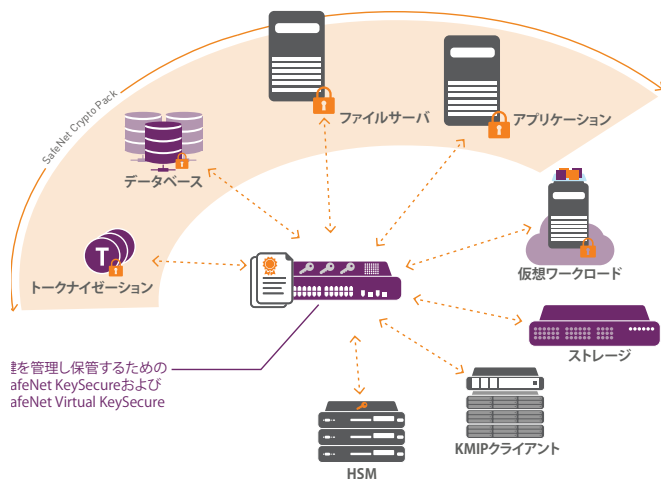 SafeNet Crypto Pack
ファイルサーバ
アプリケーション
データベース
T
トークナイゼーション
仮想ワークロード
ストレージ
を管理し保管するための
afeNet KeySecureおよび
afeNet Virtual KeySecure
KMIPクライアント
HSM